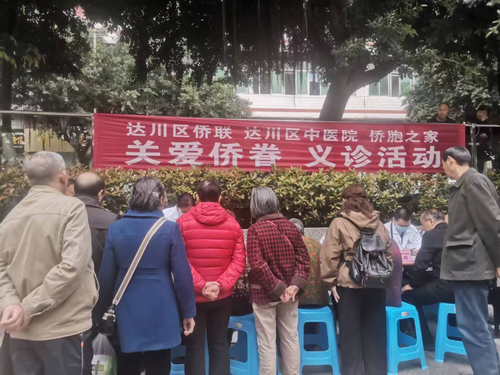 达川区侨联 达川区中医院 侨胞之家
关爱侨眷 义诊活动